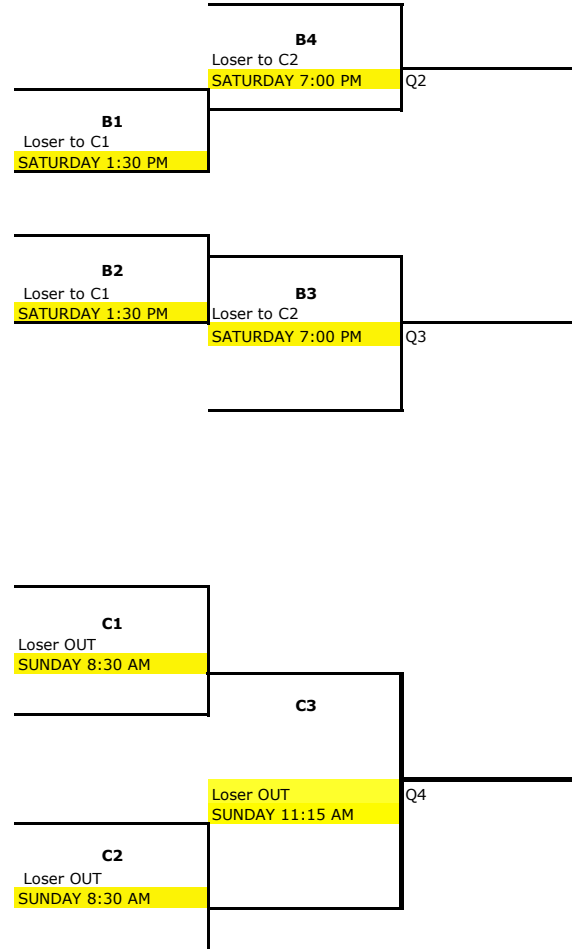 B4
Loser to C2
SATURDAY 7:00 PM
Q2
B1
Loser to C1
SATURDAY 1:30 PM
B2
Loser to C1
SATURDAY 1:30 PM
B3
Loser to C2
SATURDAY 7:00 PM
Q3
C1
Loser OUT
SUNDAY 8:30 AM
C3
Loser OUT
SUNDAY 11:15 AM
Q4
C2
Loser OUT
SUNDAY 8:30 AM